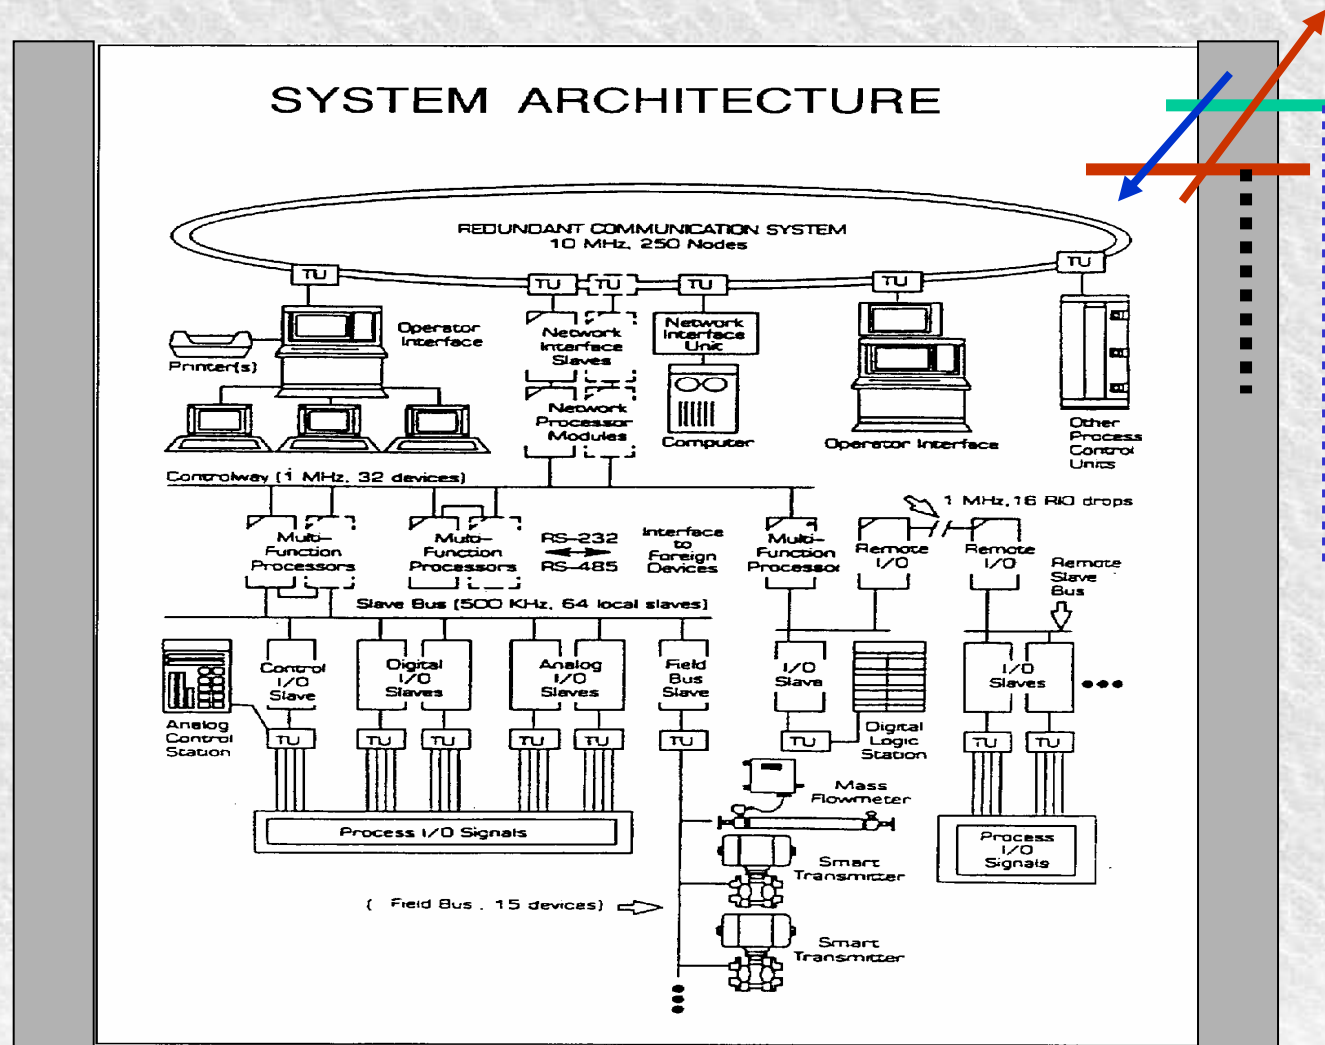 SYSTEM ARCHITECTURE
REDUNDANT COMMUNICATION SYSTEM
10 MHz, 250 Nodes
TU
TU
TU
TU
TU
TU
Operator
Interface
Printer(s)
Network
Interface
Slaves
Network
Processor
Modules
Network
Interface
Unit
Computer
Operator Interface
Other
Process
Control
Units
Controlway (1 MHz, 32 devices)
1 MHz, 16 RIO drops
Multi-
Function
Processors
Multi-
Function
Processors
RS-232
RS-485
Interface
to
Foreign
Devices
Multi-
Function
Processor
Remote
I/O
Remote
I/O
Remote
Slave
Bus
Slave Bus (500 KHz, 64 local slaves)
Control
I/O
Slave
Digital
I/O
Slaves
Analog
I/O
Slaves
Field
Bus
Slave
I/O
Slave
I/O
Slaves
Analog
Control
Station
TU
TU
TU
TU
TU
TU
TU
Digital
Logic
Station
TU
TU
Mass
Flowmeter
Process I/O Signals
Process
I/O
Signals
Smart
Transmitter
( Field Bus , 15 devices)
Smart
Transmitter